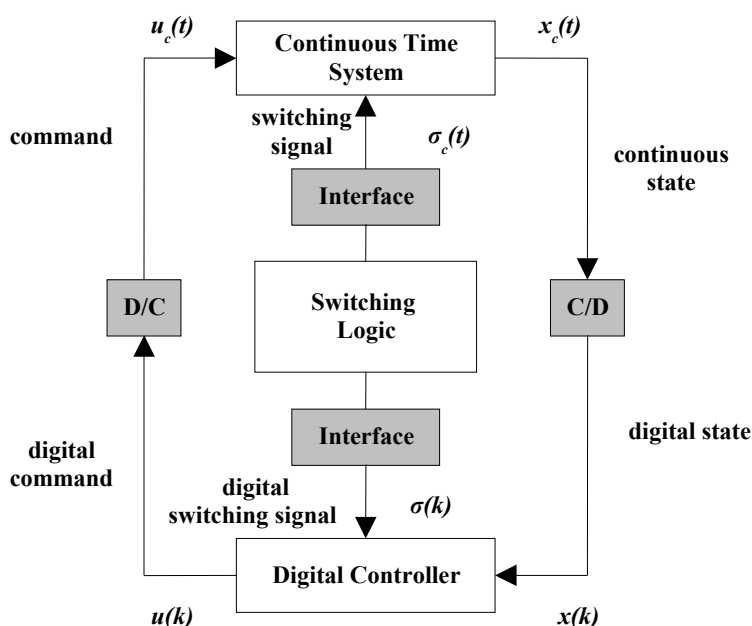 u_c(t)
Continuous Time
System
x_c(t)
command
switching
signal
σ_c(t)
continuous
state
Interface
D/C
Switching
Logic
C/D
Interface
digital
command
digital state
digital
switching signal
σ(k)
Digital Controller
u(k)
x(k)